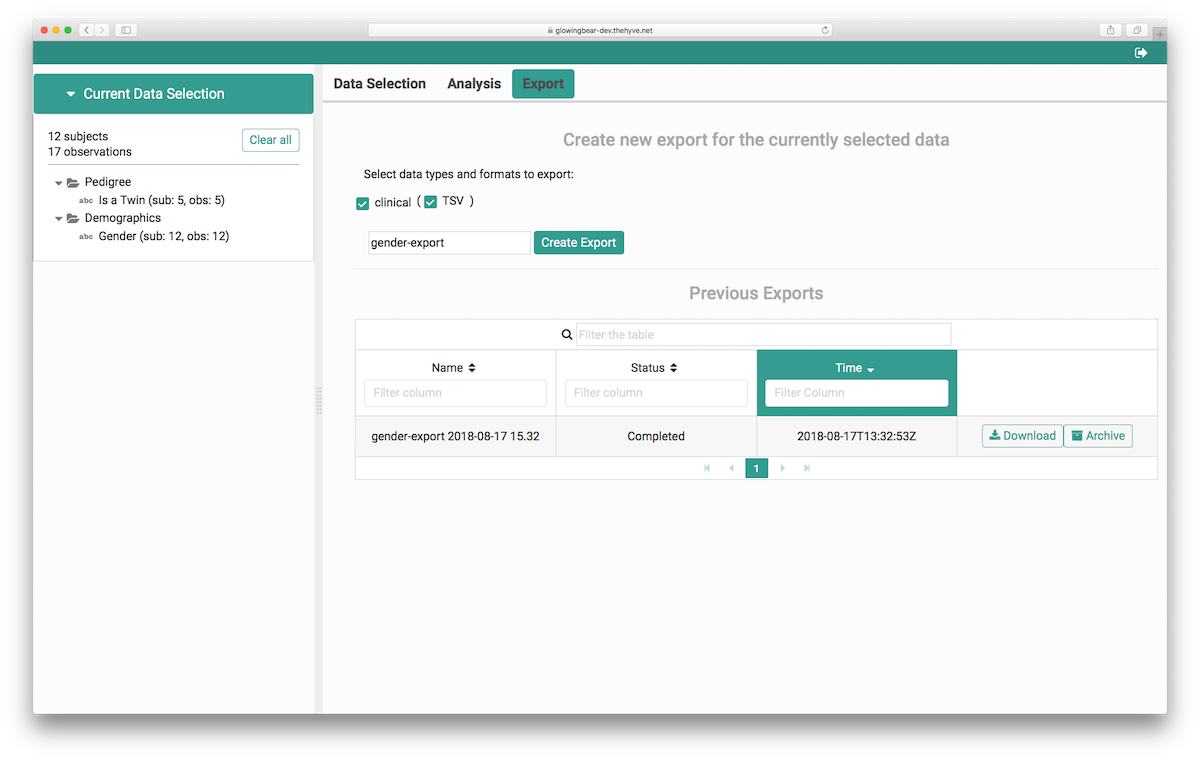 glowingbear-dev.thehyve.net
Current Data Selection
12 subjects
17 observations
Clear all
Pedigree
abc Is a Twin (sub: 5, obs: 5)
Demographics
abc Gender (sub: 12, obs: 12)
Data Selection Analysis Export
Create new export for the currently selected data
Select data types and formats to export:
clinical ( TSV )
gender-export Create Export
Previous Exports
Filter the table
Name Status Time
Filter column Filter column Filter Column
gender-export 2018-08-17 15.32 Completed 2018-08-17T13:32:53Z Download Archive
1